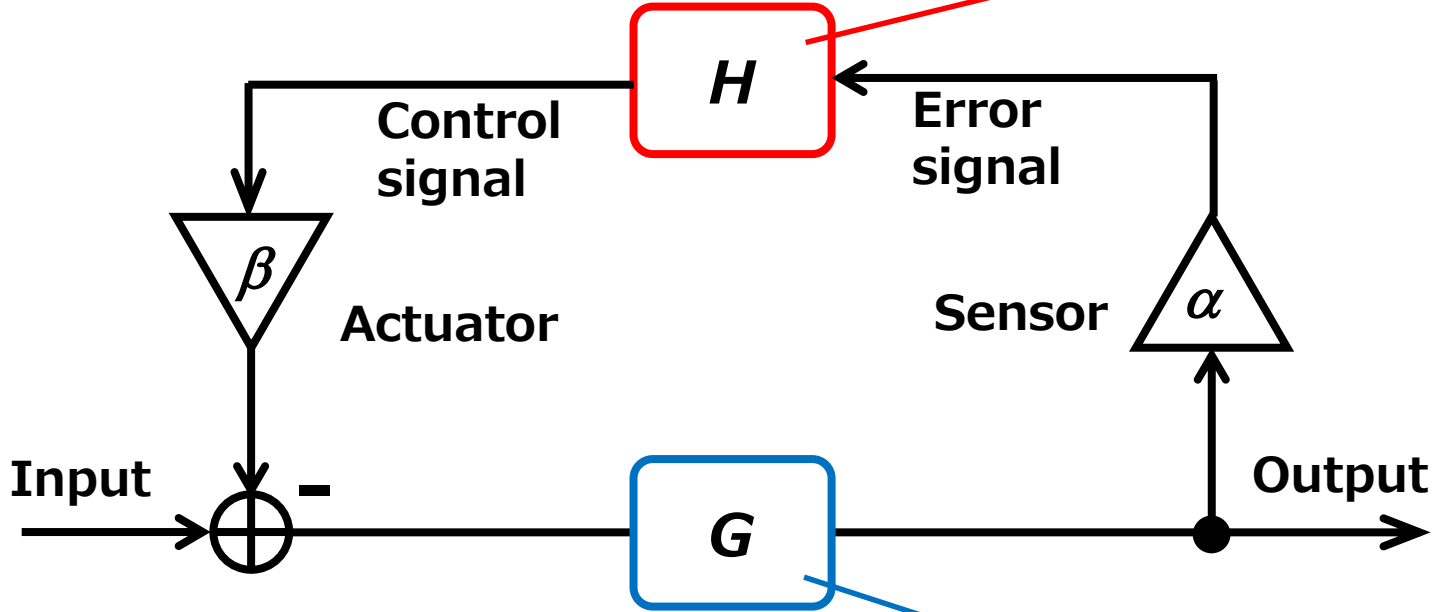 H
Control
signal
Error
signal
β
Actuator
Sensor
α
Input
-
G
Output